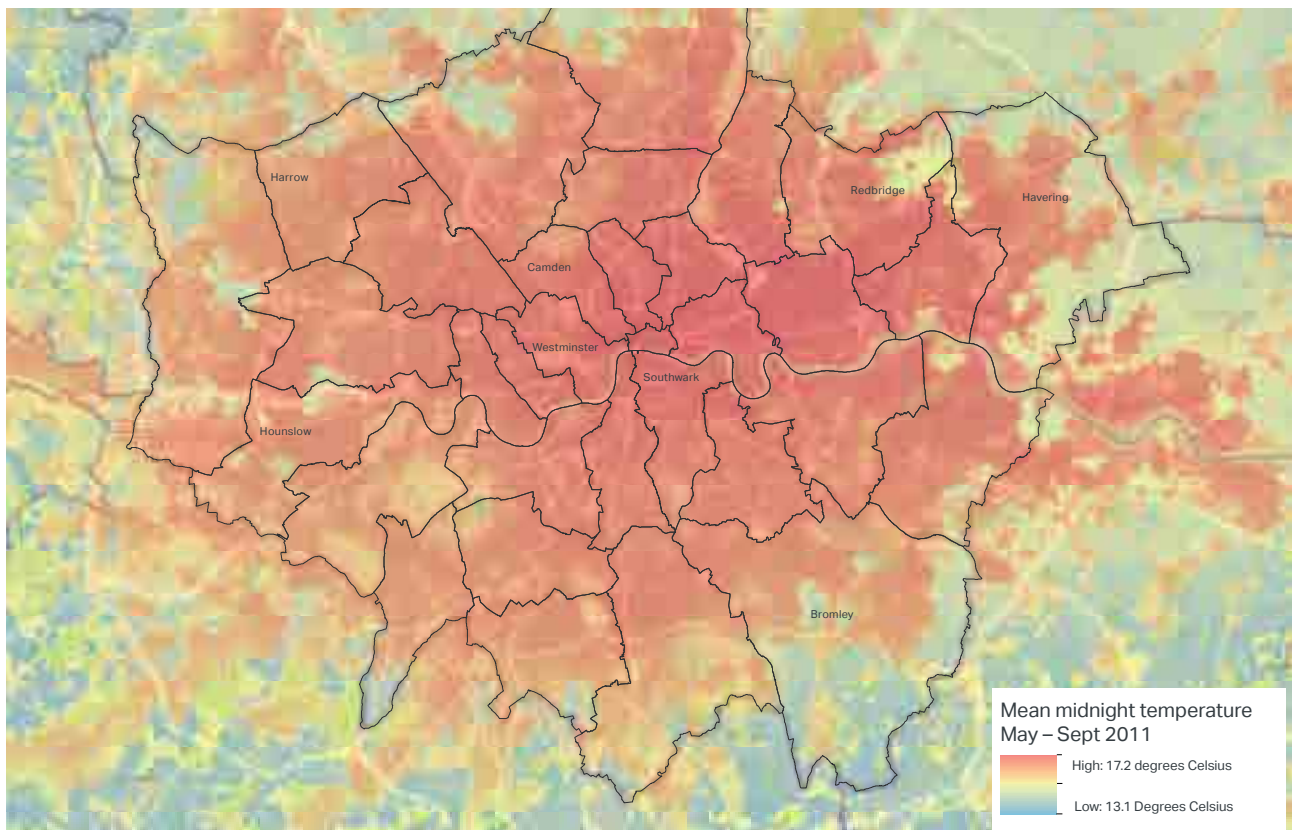 Harrow
Redbridge
Havering
Camden
Westminster
Southwark
Hounslow
Bromley
Mean midnight temperature
May – Sept 2011
High: 17.2 degrees Celsius
Low: 13.1 Degrees Celsius